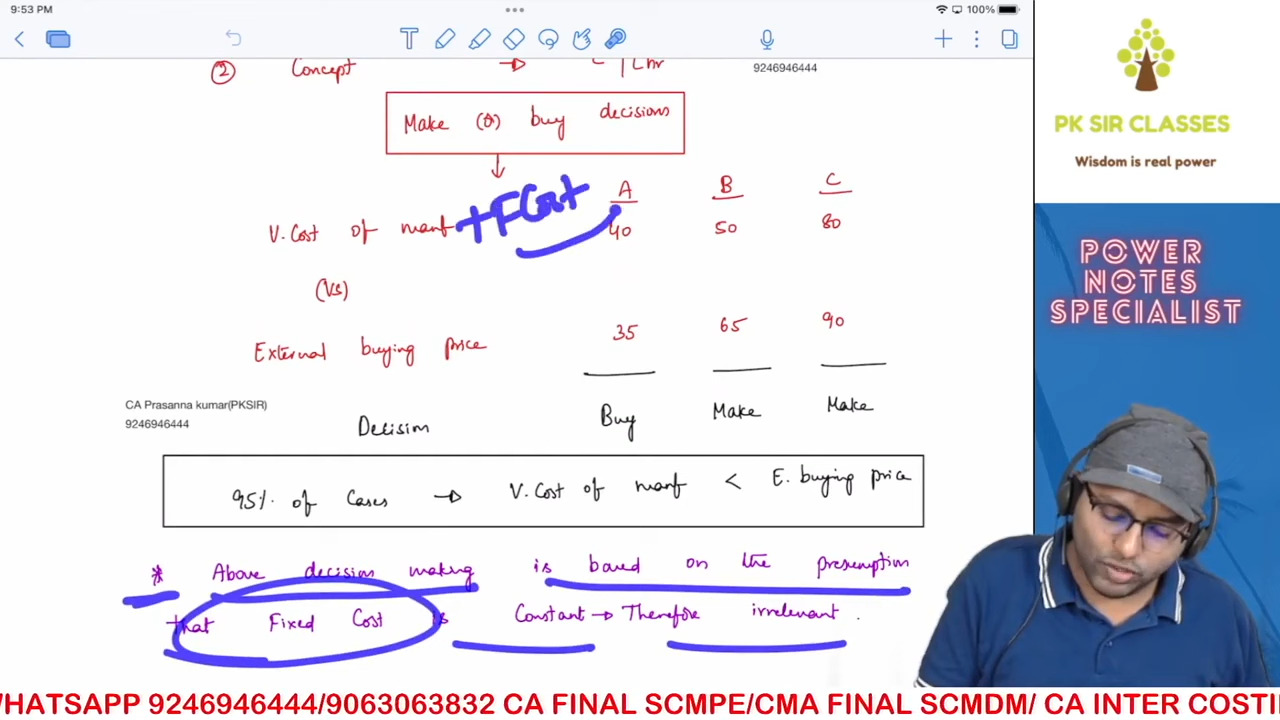 9:53 PM
100%
② Concept → C / Lhr
9246946444
Make (or) buy decisions
A B C
V. Cost of manf + F Cost 40 50 80
(Vs)
External buying price 35 65 90
CA Prasanna kumar(PKSIR)
9246946444
Decision Buy Make Make
95% of Cases → V. Cost of manf < E. buying price
* Above decision making is based on the presumption
that Fixed Cost is Constant → Therefore irrelevant.
PK SIR CLASSES
Wisdom is real power
POWER
NOTES
SPECIALIST
WHATSAPP 9246946444/9063063832 CA FINAL SCMPE/CMA FINAL SCMDM/ CA INTER COSTI